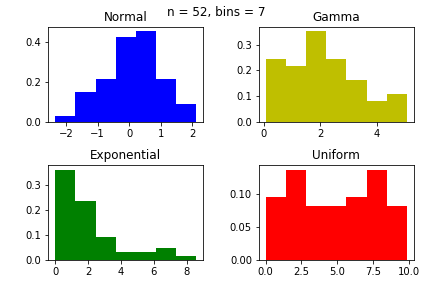 n = 52, bins = 7
Normal
Gamma
0.4
0.2
0.0
−2 −1 0 1 2
0.3
0.2
0.1
0.0
0 2 4
Exponential
Uniform
0.3
0.2
0.1
0.0
0 2 4 6 8
0.10
0.05
0.00
0.0 2.5 5.0 7.5 10.0